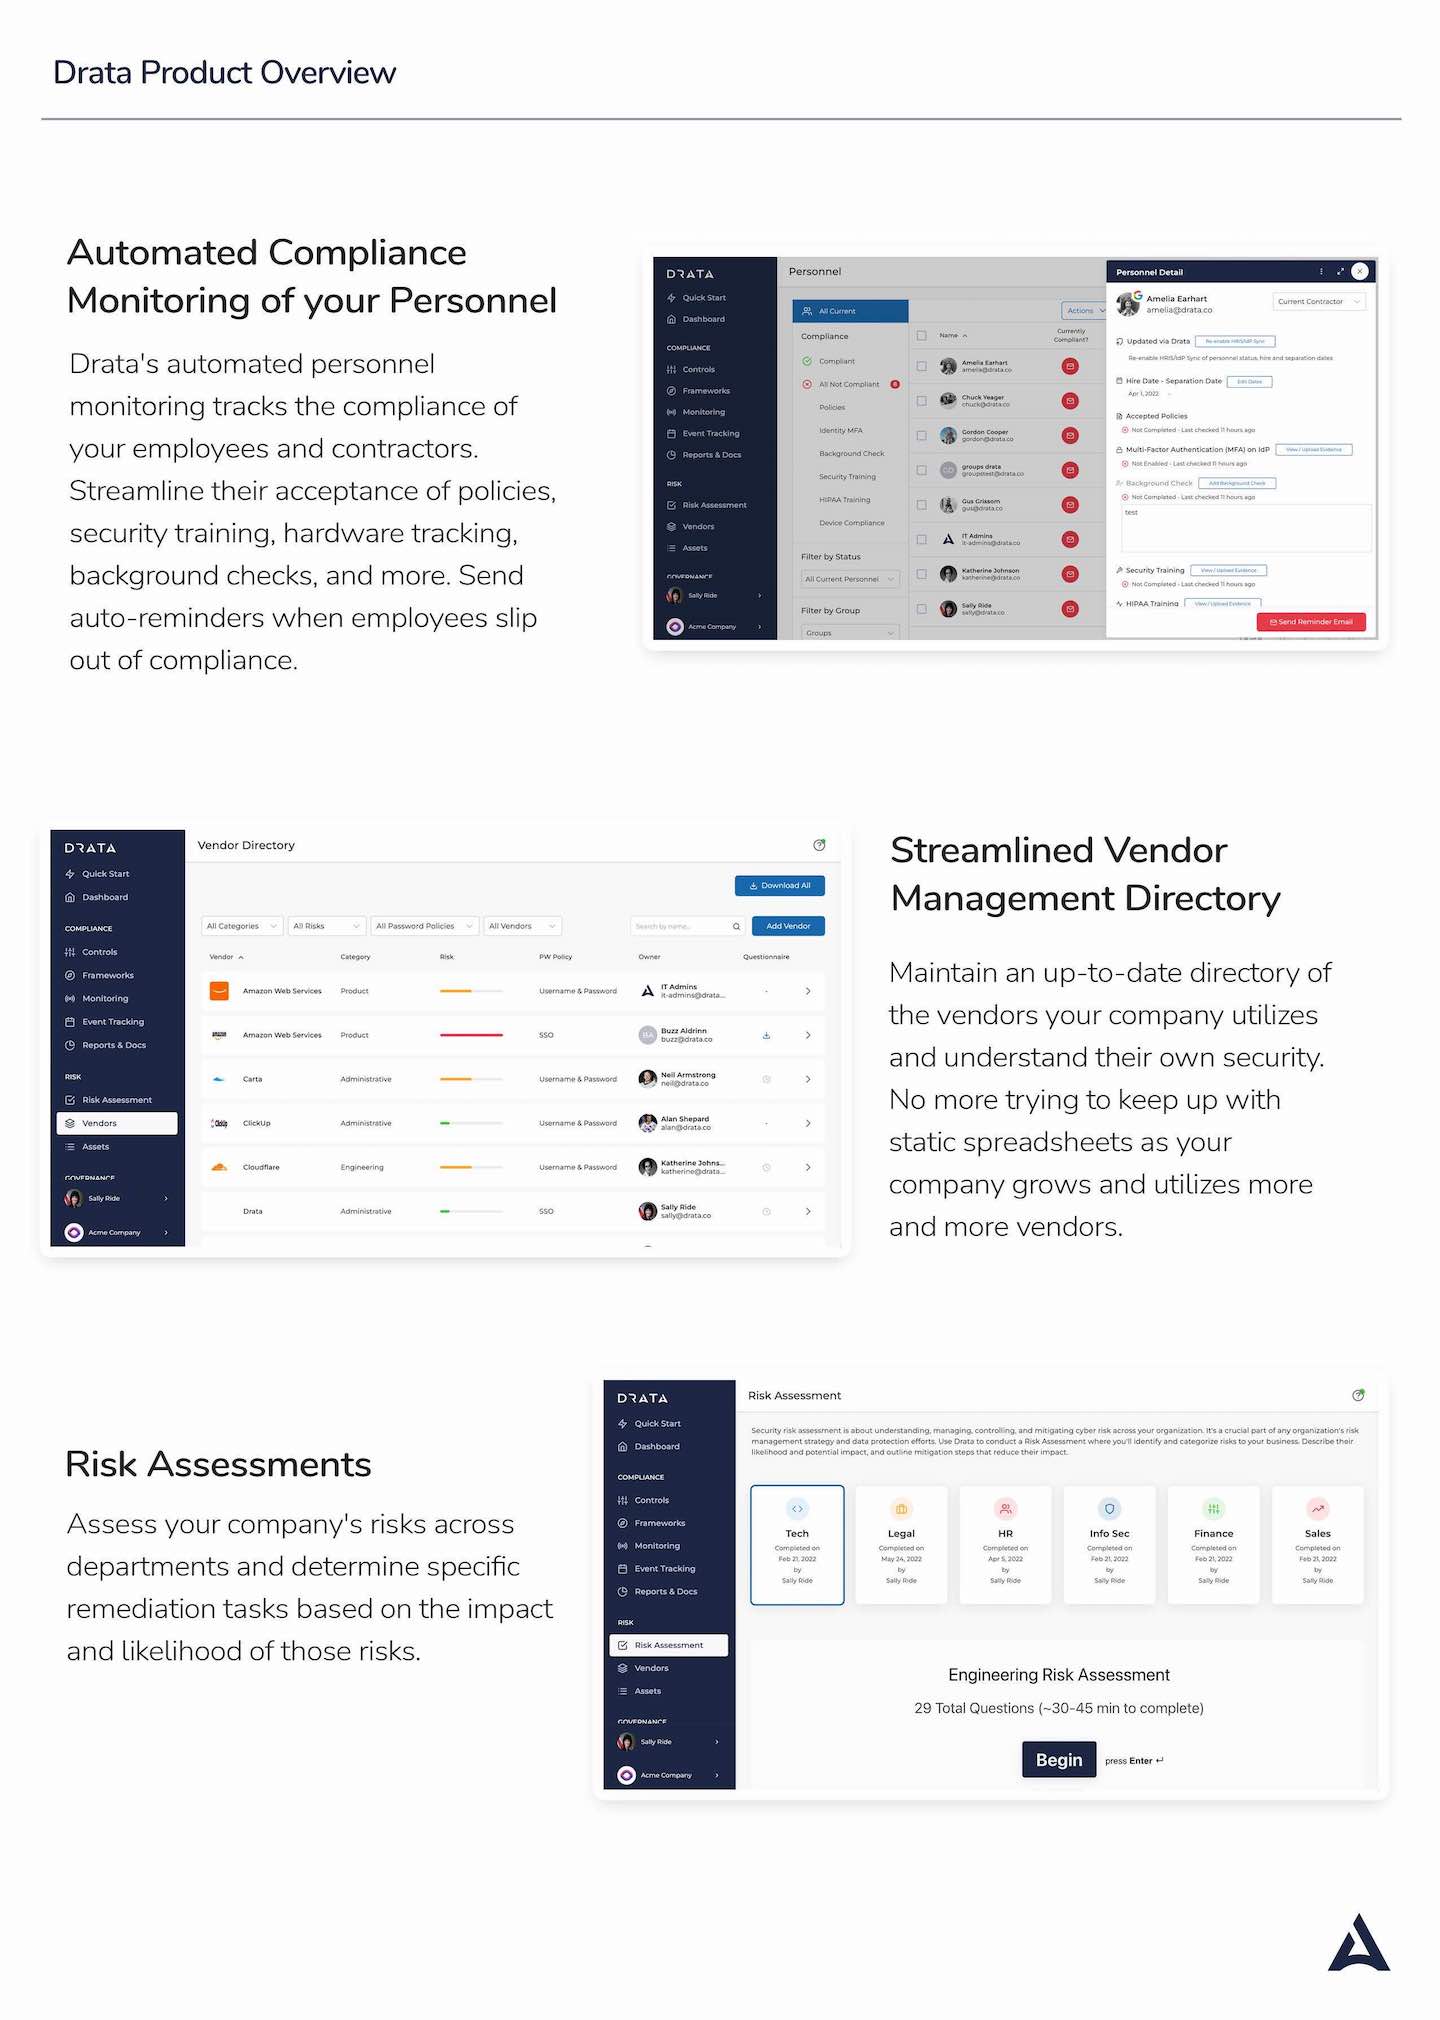 Drata Product Overview
Automated Compliance
Monitoring of your Personnel
Drata's automated personnel
monitoring tracks the compliance of
your employees and contractors.
Streamline their acceptance of policies,
security training, hardware tracking,
background checks, and more. Send
auto-reminders when employees slip
out of compliance.
DRATA
Quick Start
Dashboard
COMPLIANCE
Controls
Frameworks
Monitoring
Event Tracking
Reports & Docs
RISK
Risk Assessment
Vendors
Assets
GOVERNANCE
Sally Ride
Acme Company
Personnel
All Current
Compliance
Compliant
All Not Compliant
Policies
Identity MFA
Background Check
Security Training
HIPAA Training
Device Compliance
Filter by Status
All Current Personnel
Filter by Group
Groups
Actions
Name
Currently
Compliant?
Amelia Earhart
amelia@drata.co
Chuck Yeager
chuck@drata.co
Gordon Cooper
gordon@drata.co
GD
groups drata
groupstest@drata.co
Gus Grissom
gus@drata.co
IT Admins
it-admins@drata.co
Katherine Johnson
katherine@drata.co
Sally Ride
sally@drata.co
Personnel Detail
Amelia Earhart
amelia@drata.co
Current Contractor
Updated via Drata
Re-enable HRIS/IdP Sync
Re-enable HRIS/IdP Sync of personnel status, hire and separation dates
Hire Date - Separation Date
Edit Dates
Apr 1, 2022 -
Accepted Policies
Not Completed - Last checked 11 hours ago
Multi-Factor Authentication (MFA) on IdP
View / Upload Evidence
Not Enabled - Last checked 11 hours ago
Background Check
Add Background Check
Not Completed - Last checked 11 hours ago
test
Security Training
View / Upload Evidence
Not Completed - Last checked 11 hours ago
HIPAA Training
View / Upload Evidence
Send Reminder Email
DRATA
Quick Start
Dashboard
COMPLIANCE
Controls
Frameworks
Monitoring
Event Tracking
Reports & Docs
RISK
Risk Assessment
Vendors
Assets
GOVERNANCE
Sally Ride
Acme Company
Vendor Directory
Download All
All Categories
All Risks
All Password Policies
All Vendors
Search by name...
Add Vendor
Vendor Category Risk PW Policy Owner Questionnaire
Amazon Web Services Product Username & Password IT Admins
it-admins@drata... -
Amazon Web Services Product SSO BA Buzz Aldrinn
buzz@drata.co
Carta Administrative Username & Password Neil Armstrong
neil@drata.co
ClickUp ClickUp Administrative Username & Password Alan Shepard
alan@drata.co -
Cloudflare Engineering Username & Password Katherine Johns...
katherine@drata...
Drata Administrative SSO Sally Ride
sally@drata.co
Streamlined Vendor
Management Directory
Maintain an up-to-date directory of
the vendors your company utilizes
and understand their own security.
No more trying to keep up with
static spreadsheets as your
company grows and utilizes more
and more vendors.
Risk Assessments
Assess your company's risks across
departments and determine specific
remediation tasks based on the impact
and likelihood of those risks.
DRATA
Quick Start
Dashboard
COMPLIANCE
Controls
Frameworks
Monitoring
Event Tracking
Reports & Docs
RISK
Risk Assessment
Vendors
Assets
GOVERNANCE
Sally Ride
Acme Company
Risk Assessment
Security risk assessment is about understanding, managing, controlling, and mitigating cyber risk across your organization. It's a crucial part of any organization's risk
management strategy and data protection efforts. Use Drata to conduct a Risk Assessment where you'll identify and categorize risks to your business. Describe their
likelihood and potential impact, and outline mitigation steps that reduce their impact.
Tech
Completed on
Feb 21, 2022
by
Sally Ride
Legal
Completed on
May 24, 2022
by
Sally Ride
HR
Completed on
Apr 5, 2022
by
Sally Ride
Info Sec
Completed on
Feb 21, 2022
by
Sally Ride
Finance
Completed on
Feb 21, 2022
by
Sally Ride
Sales
Completed on
Feb 21, 2022
by
Sally Ride
Engineering Risk Assessment
29 Total Questions (~30-45 min to complete)
Begin
press Enter ↵